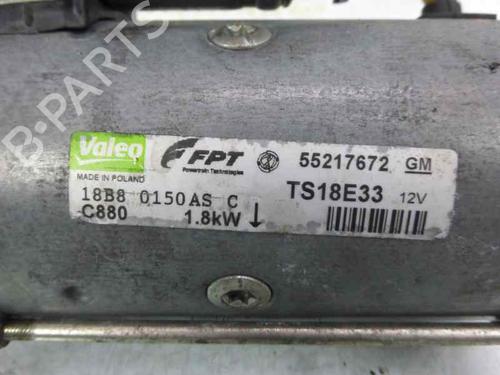 B-PARTS
Valeo FPT 55217672 GM
Powertrain Technologies
MADE IN POLAND TS18E33 12V
18B8 0150AS C
C880 1.8kW